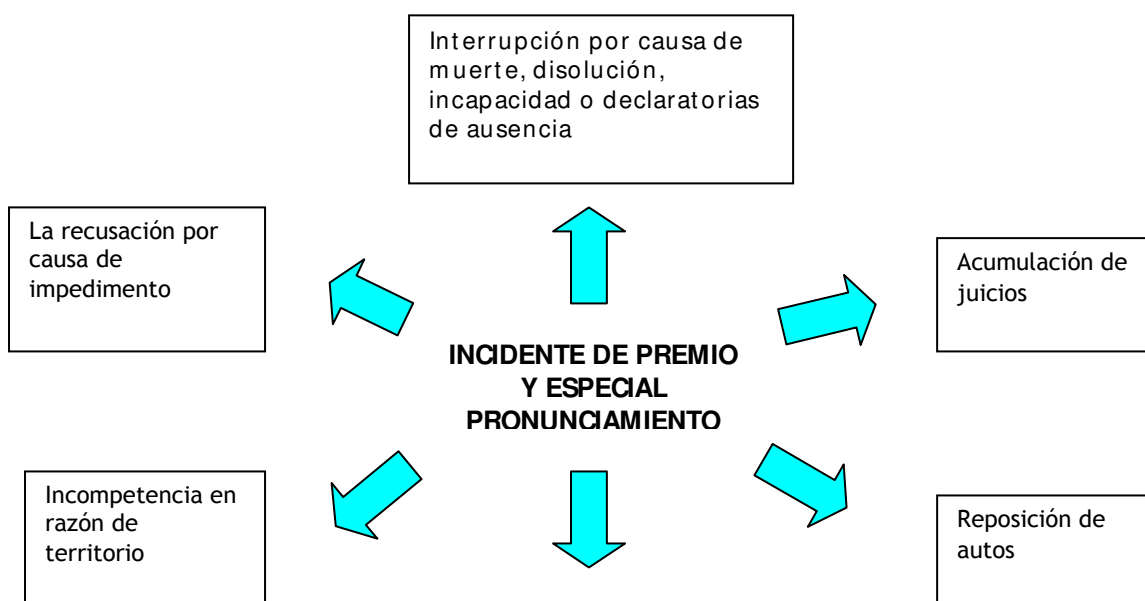 Interrupción por causa de
muerte, disolución,
incapacidad o declaratorias
de ausencia
La recusación por
causa de
impedimento
Acumulación de
juicios
INCIDENTE DE PREMIO
Y ESPECIAL
PRONUNCIAMIENTO
Incompetencia en
razón de
territorio
Reposición de
autos